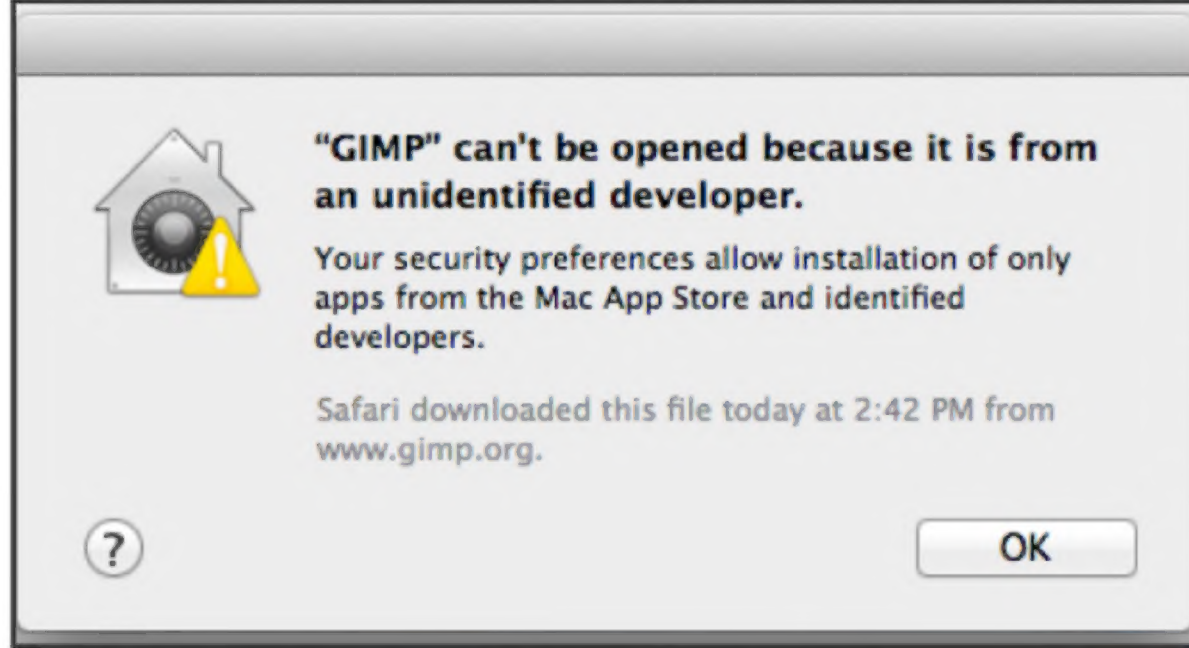 “GIMP” can't be opened because it is from
an unidentified developer.
Your security preferences allow installation of only
apps from the Mac App Store and identified
developers.
Safari downloaded this file today at 2:42 PM from
www.gimp.org.
?
OK